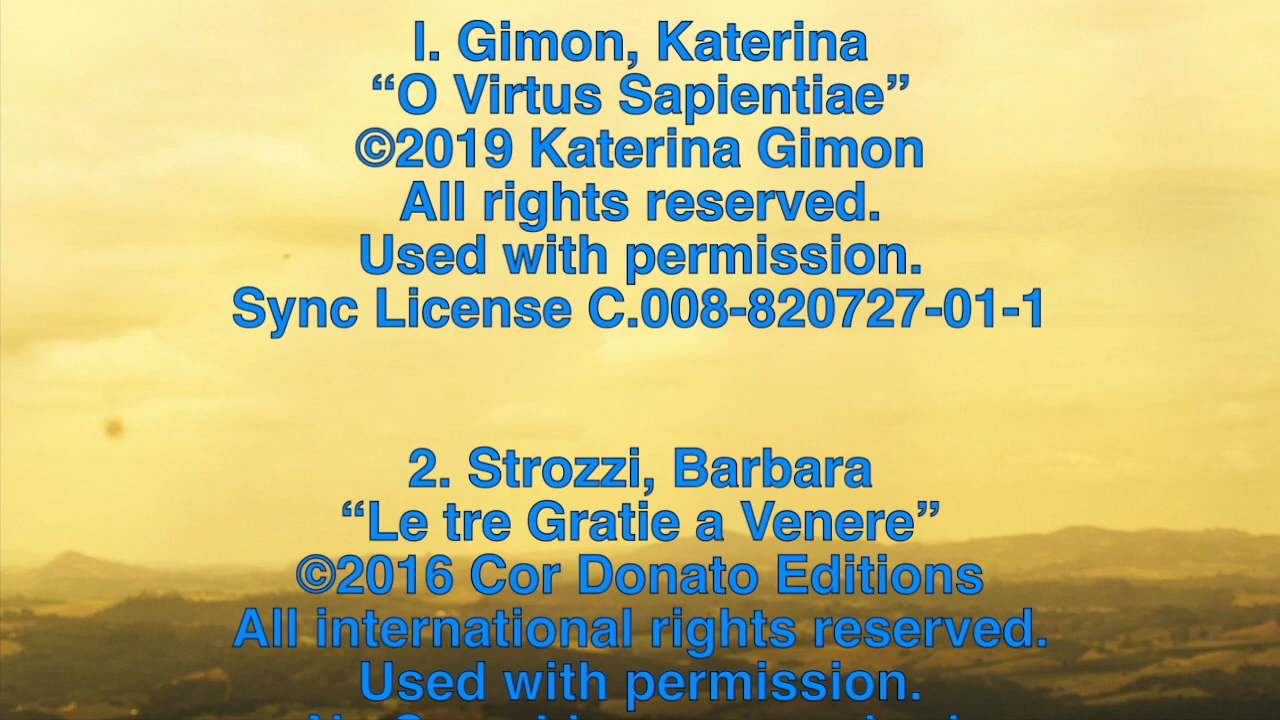 I. Gimon, Katerina
“O Virtus Sapientiae”
©2019 Katerina Gimon
All rights reserved.
Used with permission.
Sync License C.008-820727-01-1
2. Strozzi, Barbara
“Le tre Gratie a Venere”
©2016 Cor Donato Editions
All international rights reserved.
Used with permission.